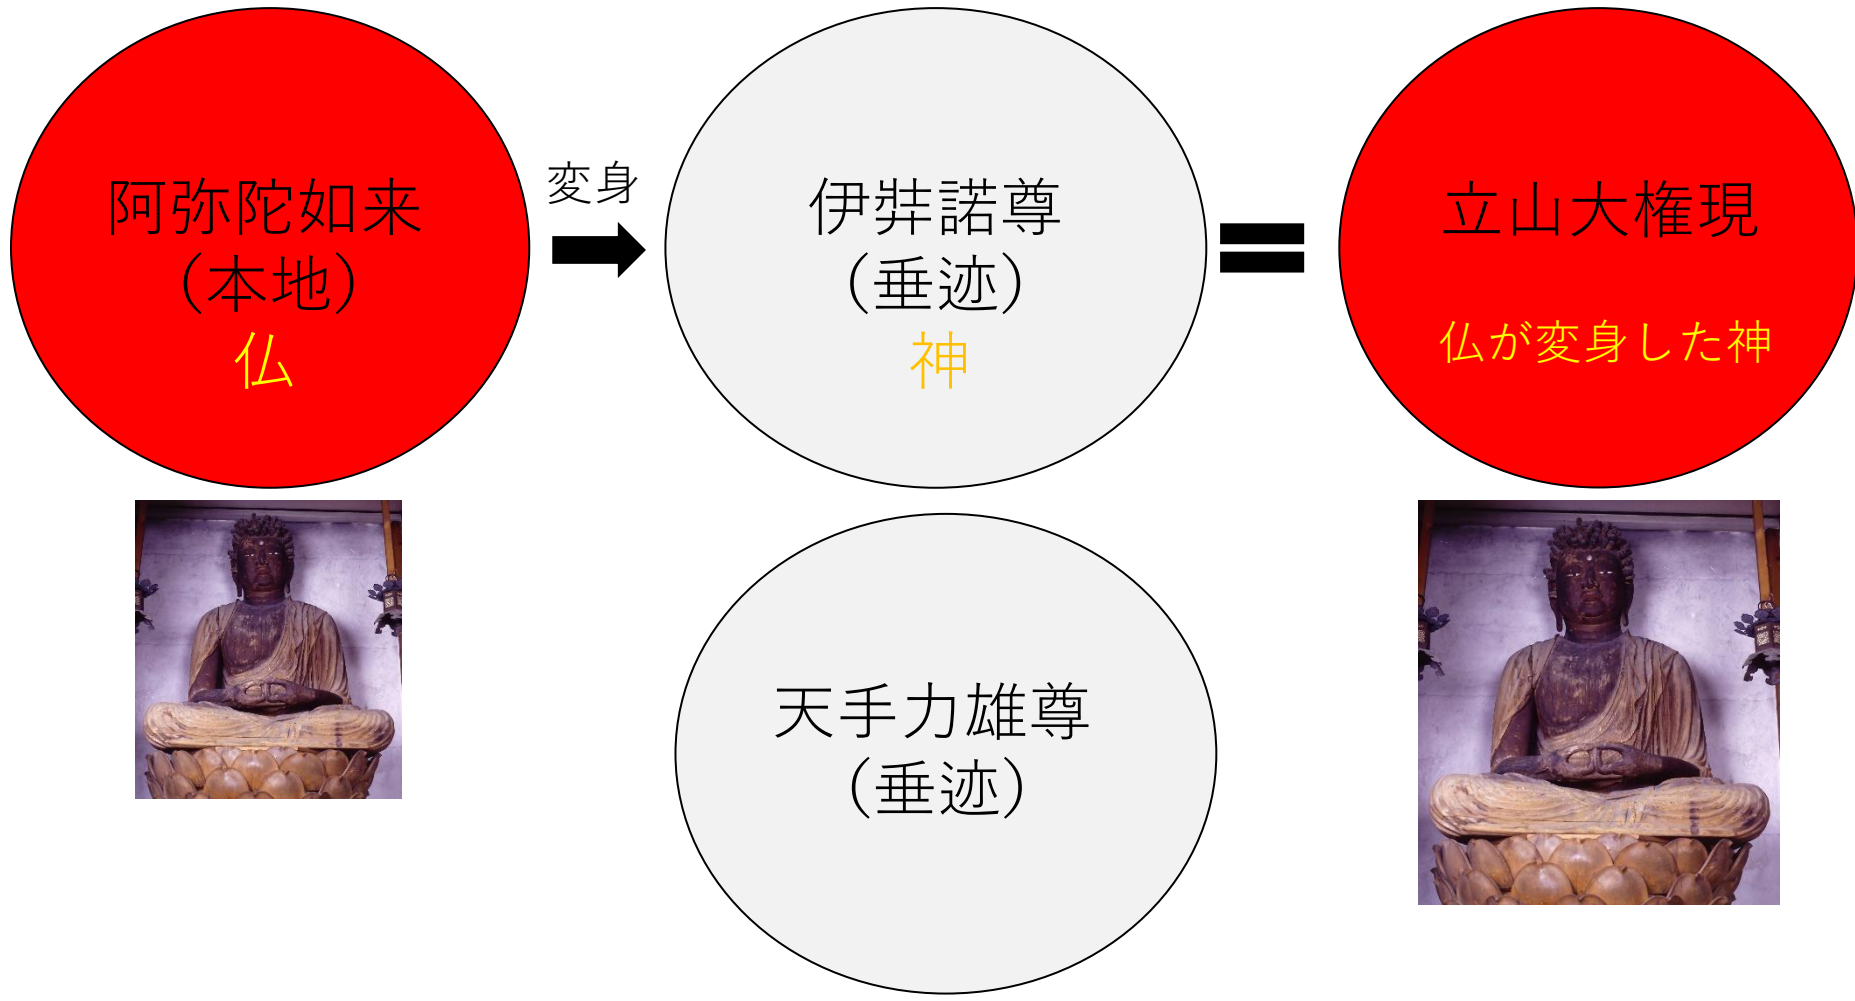 阿弥陀如来
（本地）
仏
変身
伊弉諾尊
（垂迹）
神
立山大権現
仏が変身した神
天手力雄尊
（垂迹）